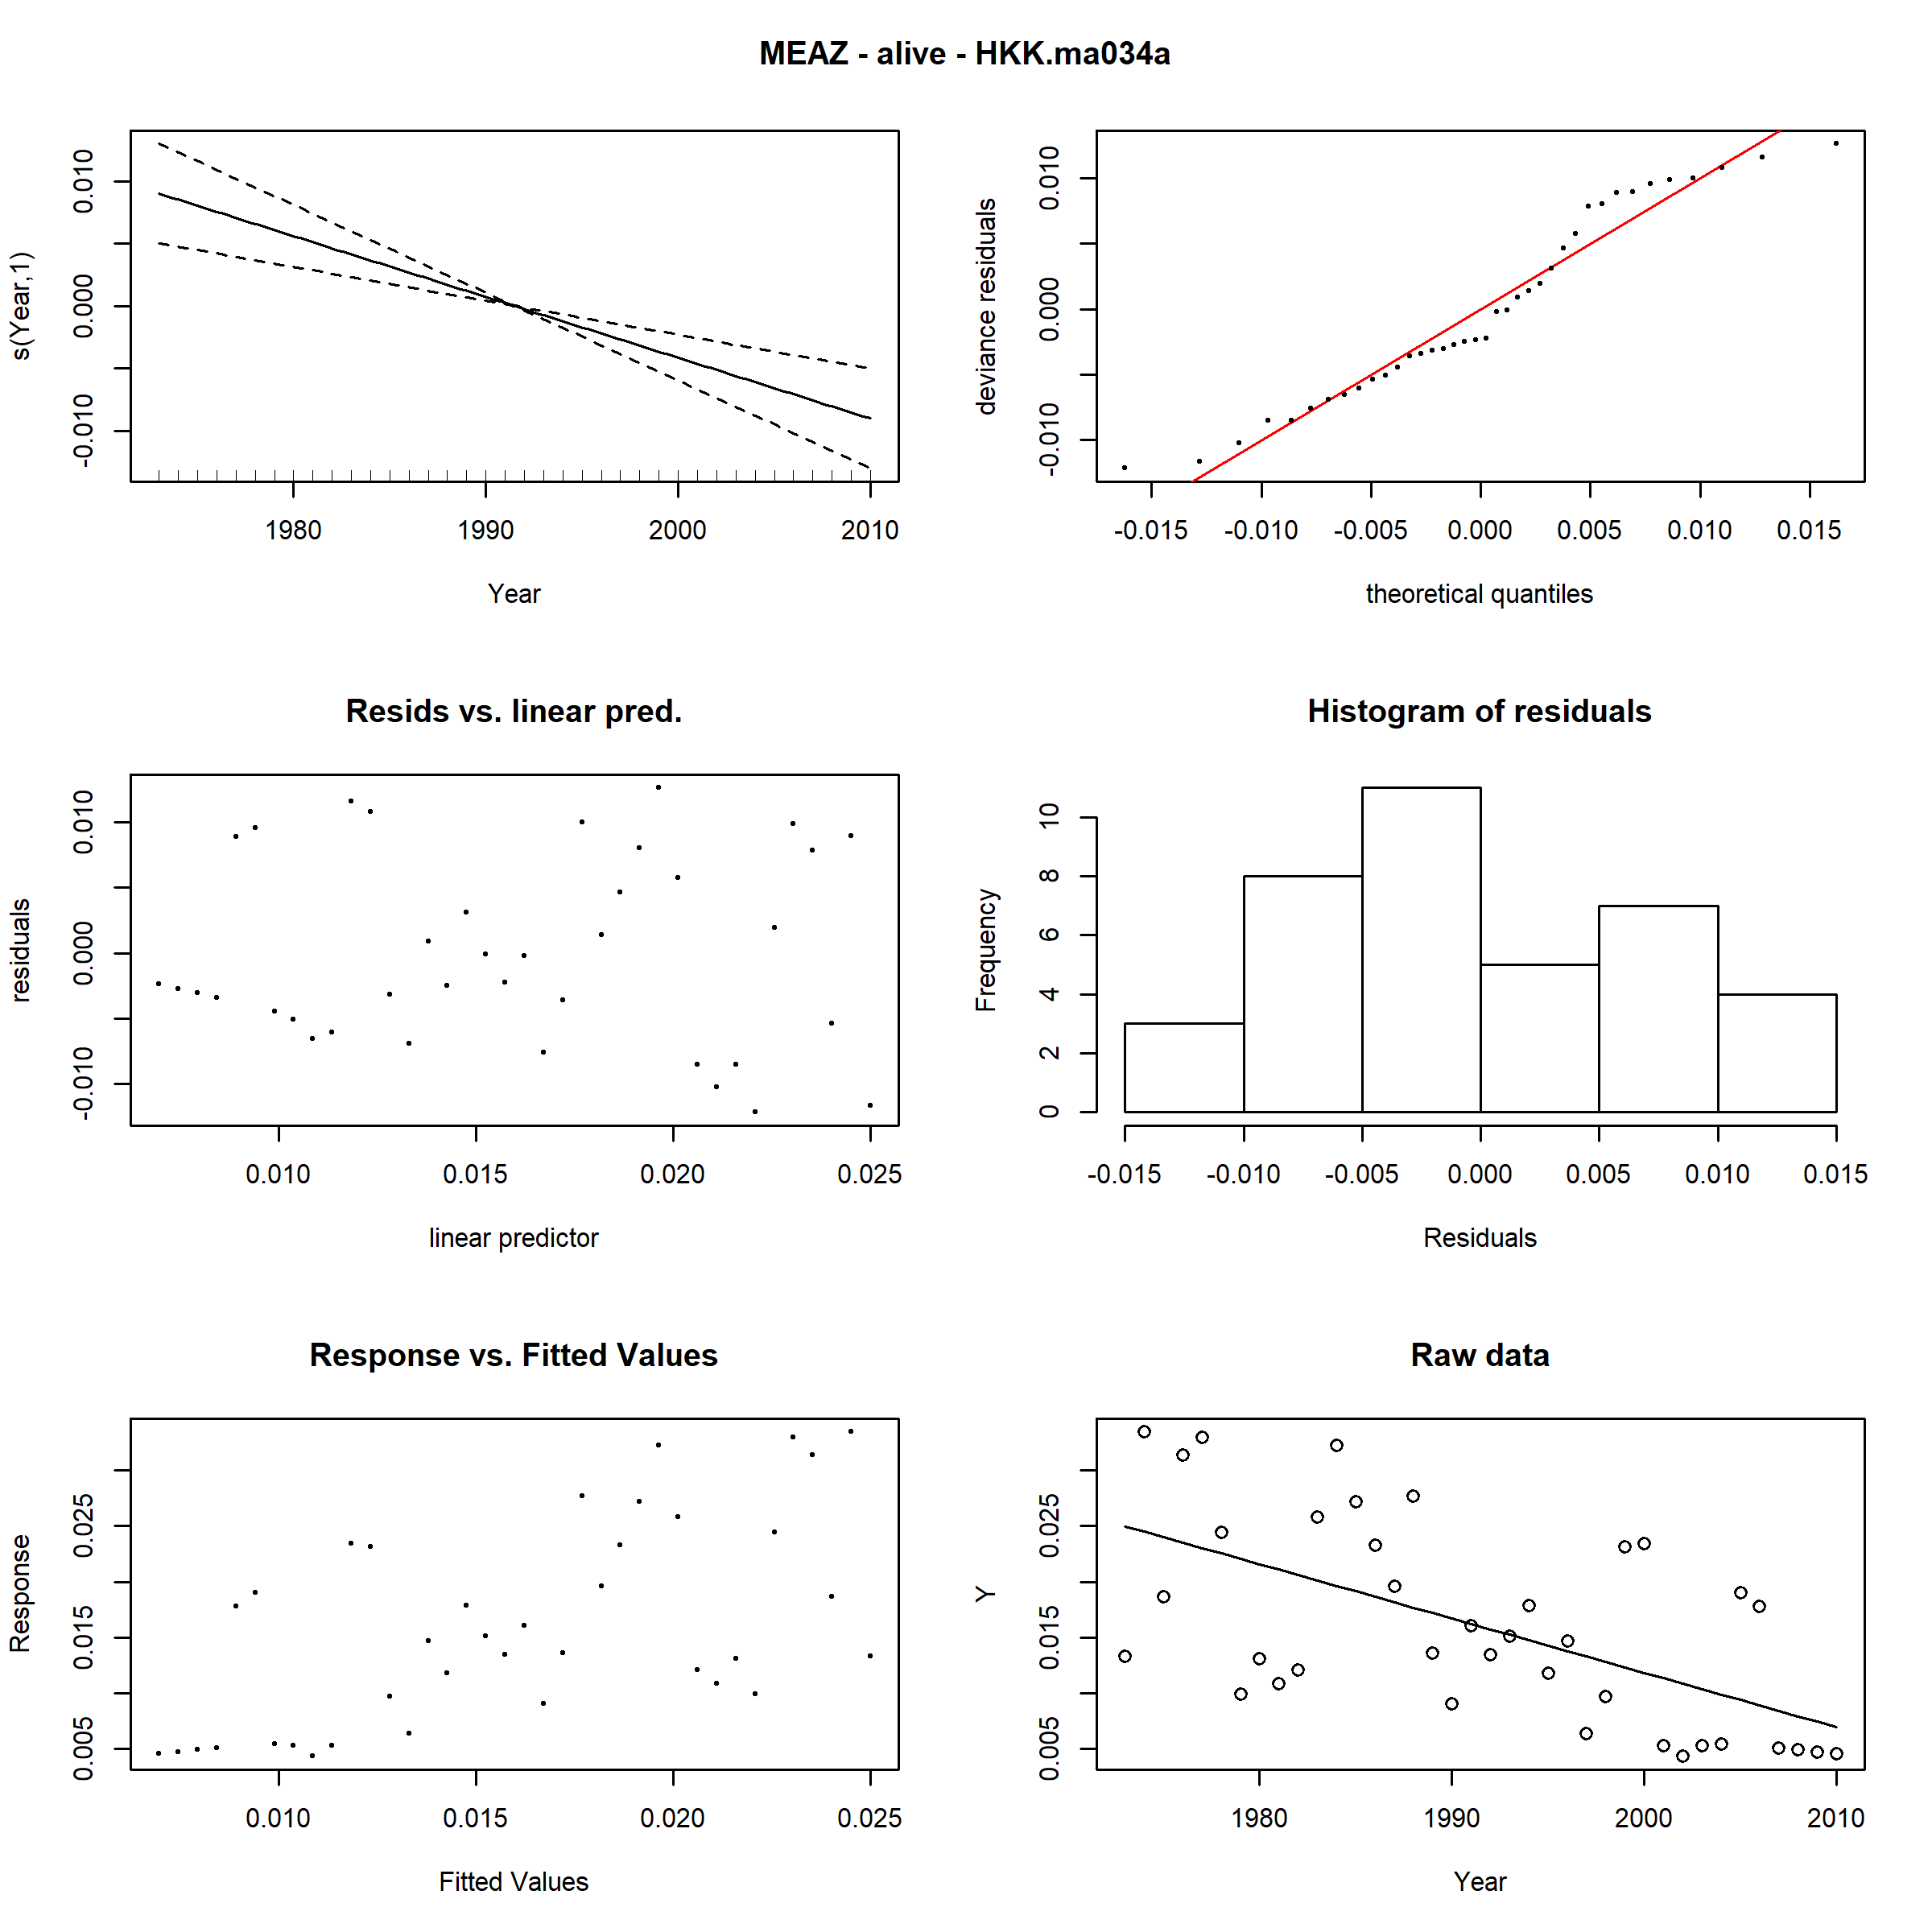 MEAZ - alive - HKK.ma034a
s(Year,1)
0.010
0.000
-0.010
1980 1990 2000 2010
Year
deviance residuals
0.010
0.000
-0.010
-0.015 -0.010 -0.005 0.000 0.005 0.010 0.015
theoretical quantiles
Resids vs. linear pred.
residuals
0.010
0.000
-0.010
0.010 0.015 0.020 0.025
linear predictor
Histogram of residuals
Frequency
10
8
6
4
2
0
-0.015 -0.010 -0.005 0.000 0.005 0.010 0.015
Residuals
Response vs. Fitted Values
Response
0.025
0.015
0.005
0.010 0.015 0.020 0.025
Fitted Values
Raw data
Y
0.025
0.015
0.005
1980 1990 2000 2010
Year